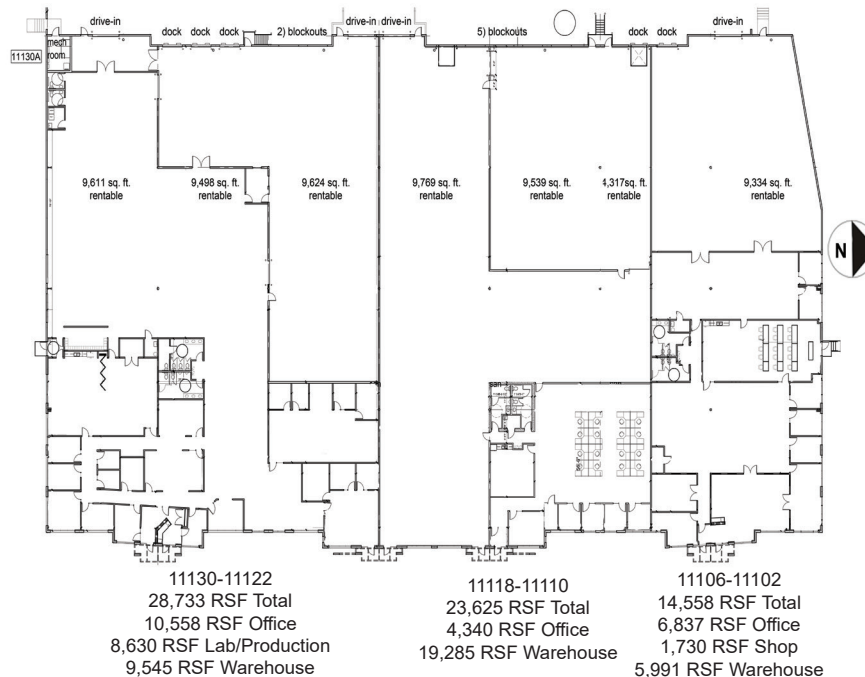 drive-in
drive-in drive-in
drive-in
dock dock dock
2) blockouts
5) blockouts
dock dock
mech
room
11130A
9,611 sq. ft.
rentable
9,498 sq. ft.
rentable
9,624 sq. ft.
rentable
9,769 sq. ft.
rentable
9,539 sq. ft.
rentable
4,317sq. ft.
rentable
9,334 sq. ft.
rentable
N
san
11130-11122
28,733 RSF Total
10,558 RSF Office
8,630 RSF Lab/Production
9,545 RSF Warehouse
11118-11110
23,625 RSF Total
4,340 RSF Office
19,285 RSF Warehouse
11106-11102
14,558 RSF Total
6,837 RSF Office
1,730 RSF Shop
5,991 RSF Warehouse